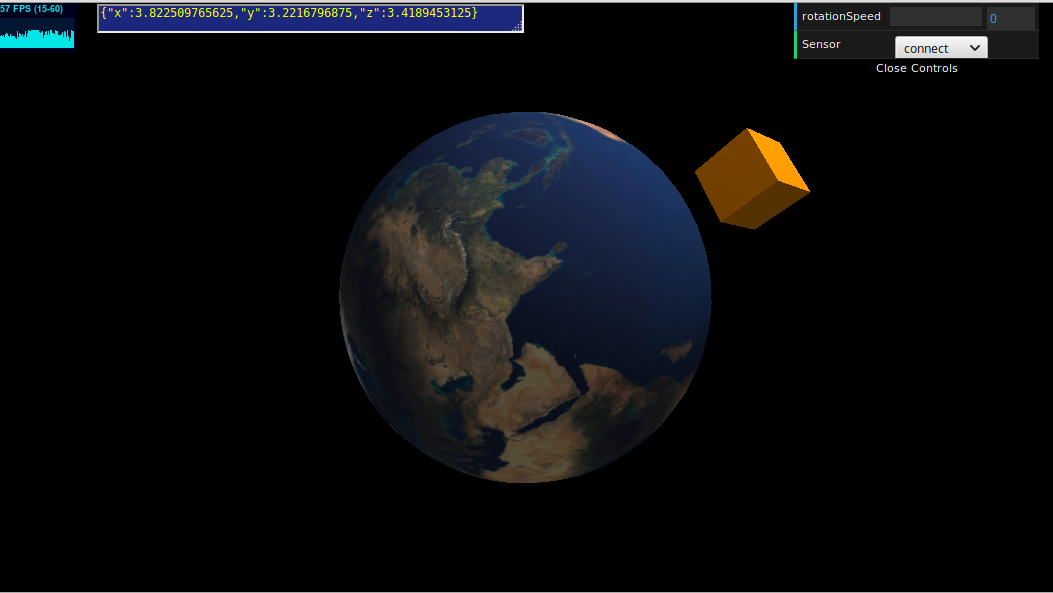 57 FPS (15-60)
{"x":3.822509765625,"y":3.2216796875,"z":3.4189453125}
rotationSpeed 0
Sensor connect
Close Controls